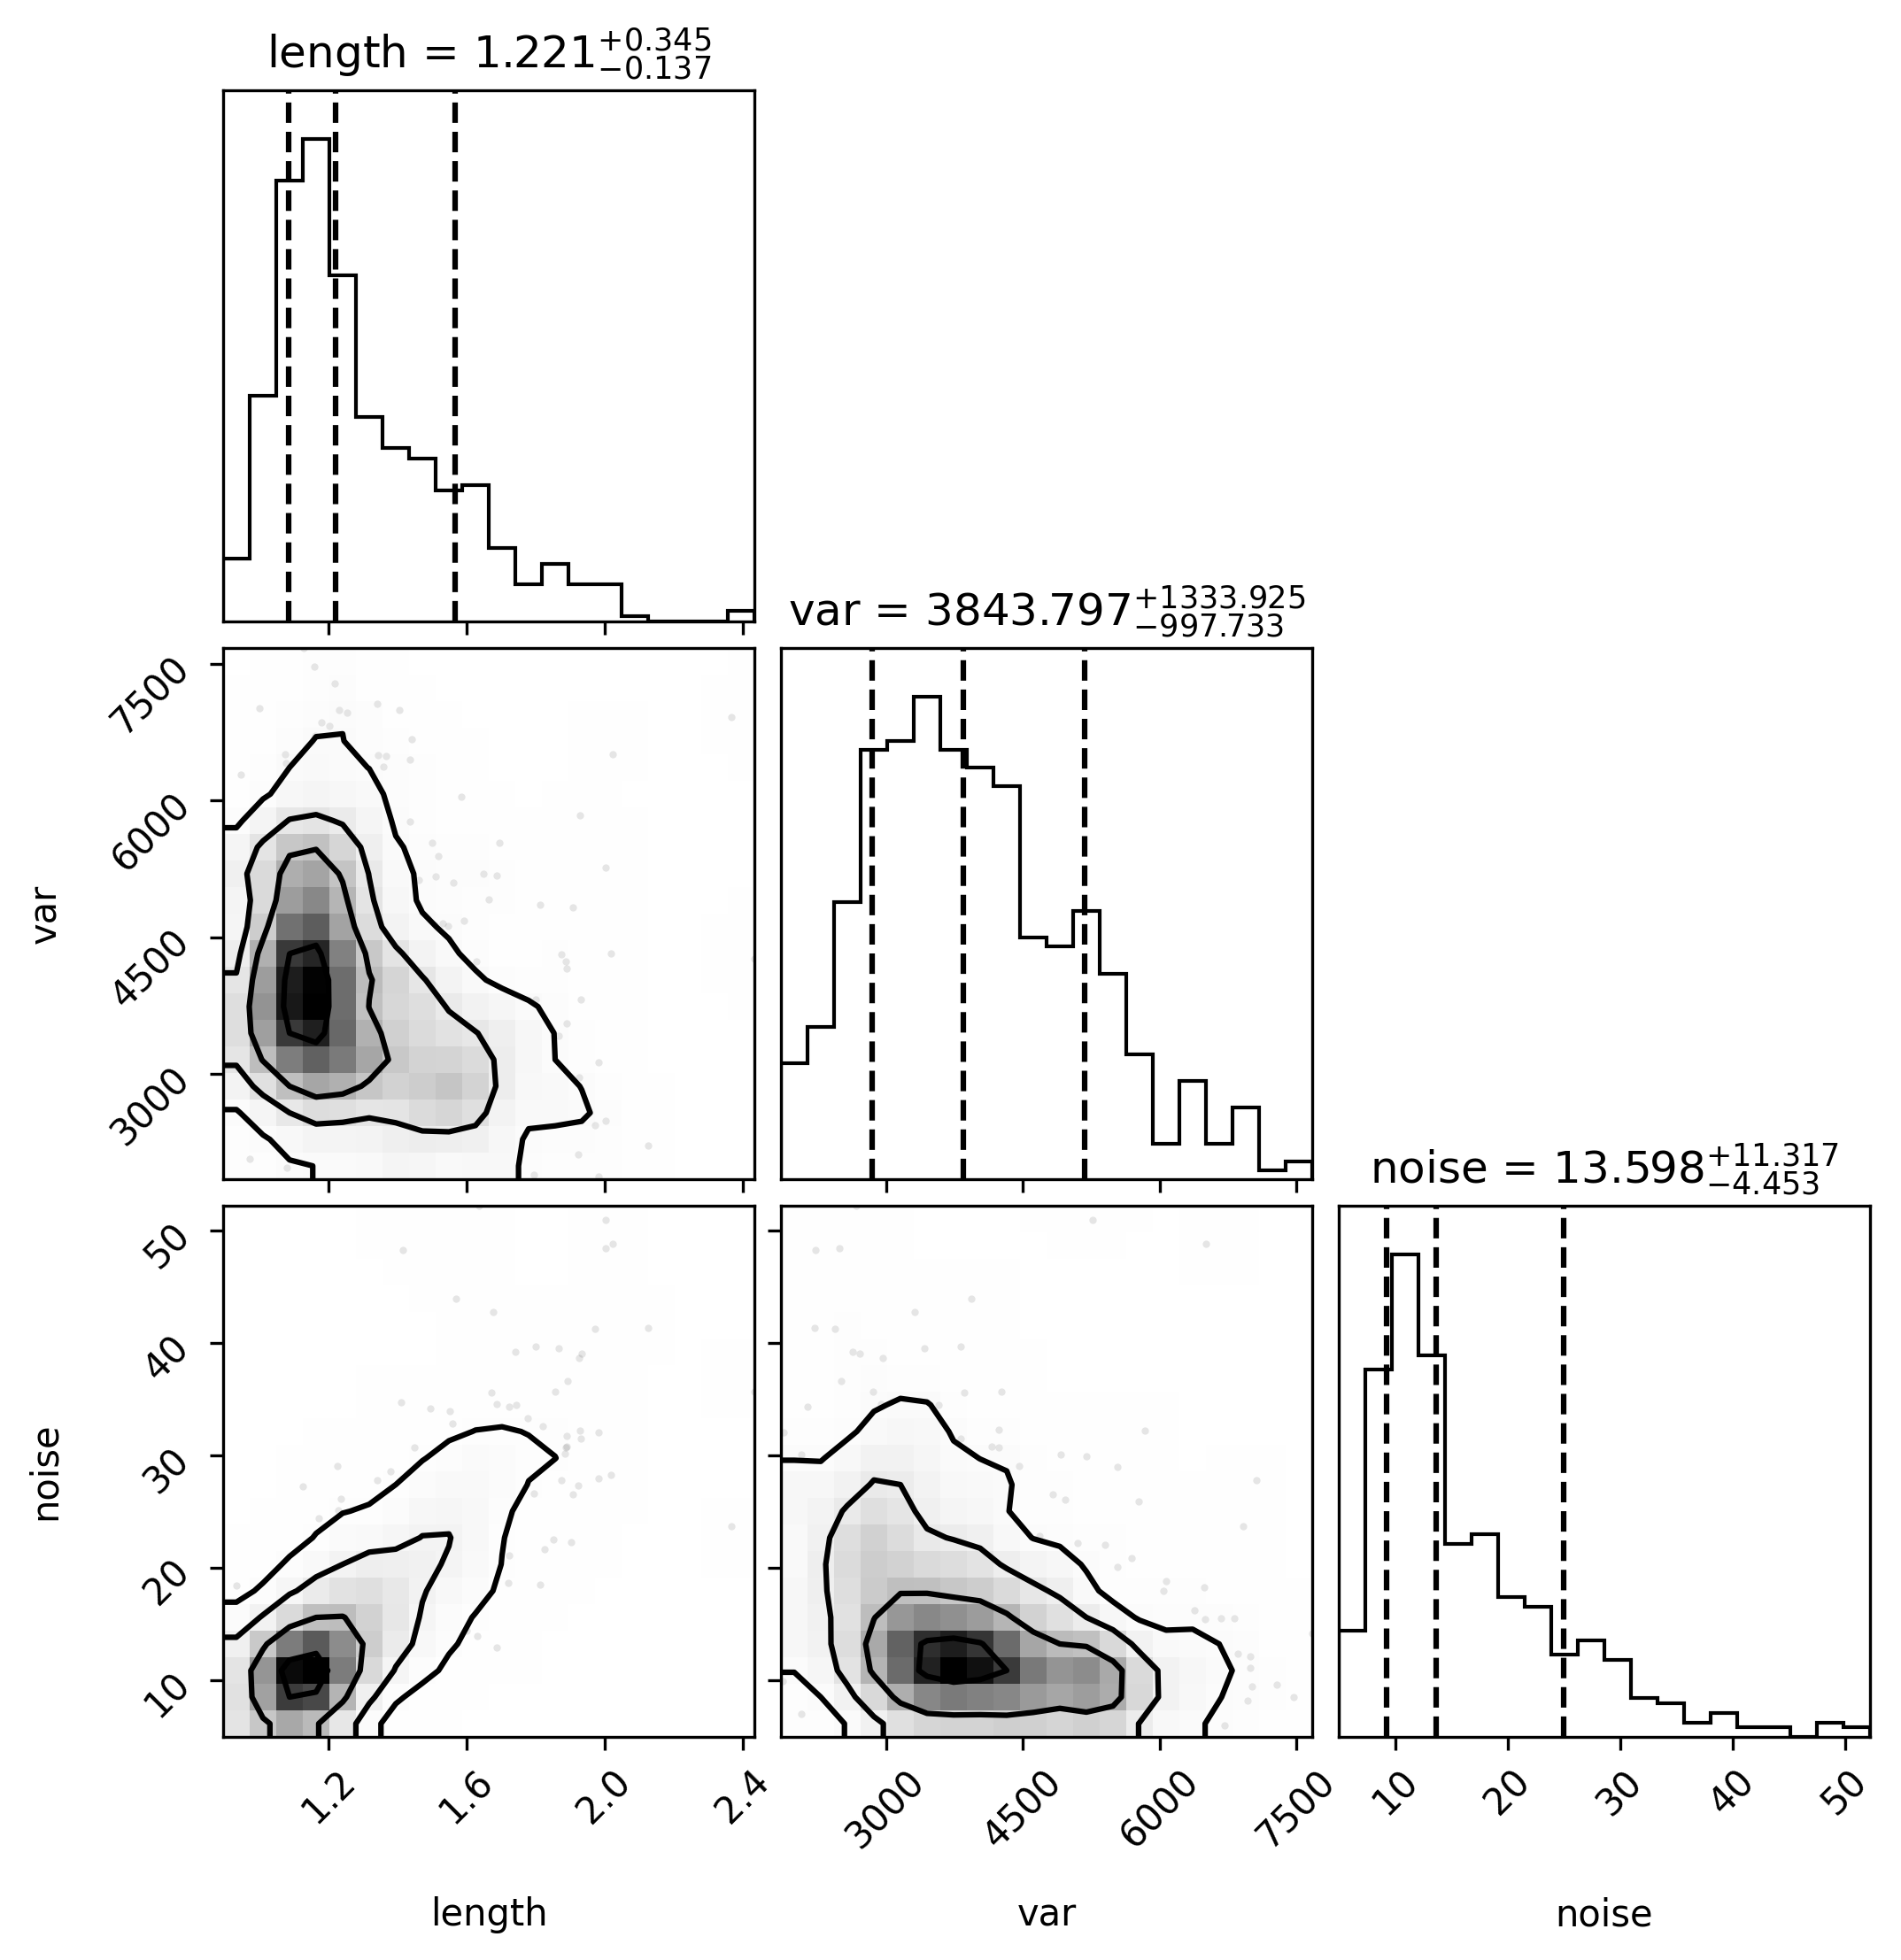 length = 1.221 +0.345 −0.137
var = 3843.797 +1333.925 −997.733
7500
6000
4500
3000
var
noise = 13.598 +11.317 −4.453
50
40
30
20
10
noise
1.2 1.6 2.0 2.4
3000 4500 6000 7500
10 20 30 40 50
length var noise